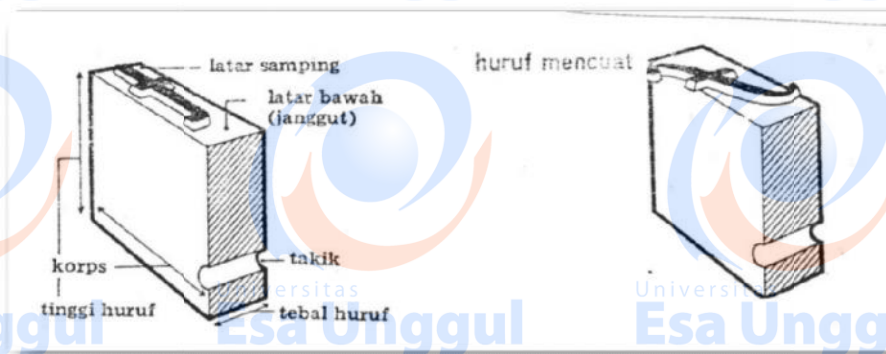 latar samping
latar bawah
(janggut)
korps
tinggi huruf
takik
tebal huruf
huruf mencuat
Universitas
Esa Unggul
Universitas
Esa Unggul
ggul